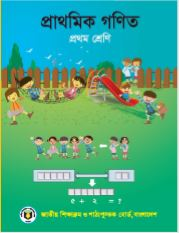 প্রাথমিক গণিত
প্রথম শ্রেণি
৫ + ২ = ?
জাতীয় শিক্ষাক্রম ও পাঠ্যপুস্তক বোর্ড, বাংলাদেশ